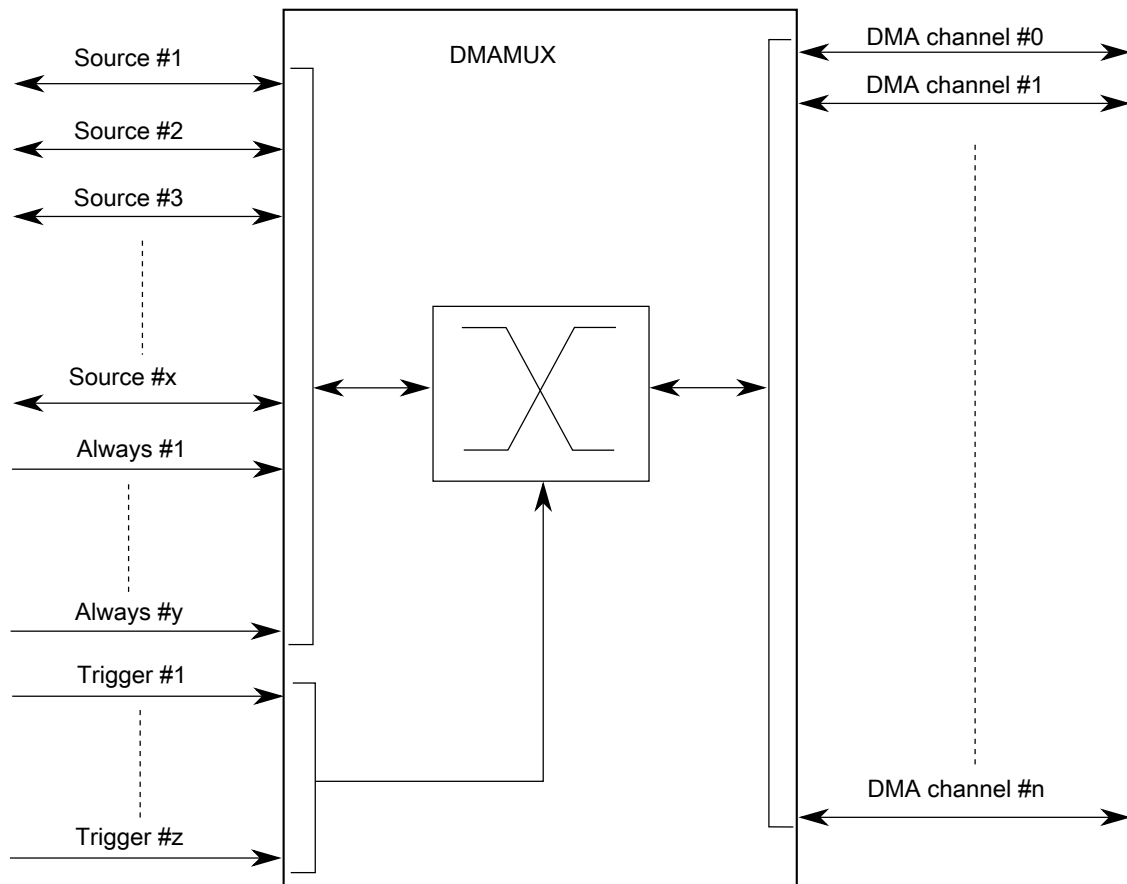 DMAMUX
Source #1
Source #2
Source #3
Source #x
Always #1
Always #y
Trigger #1
Trigger #z
DMA channel #0
DMA channel #1
DMA channel #n